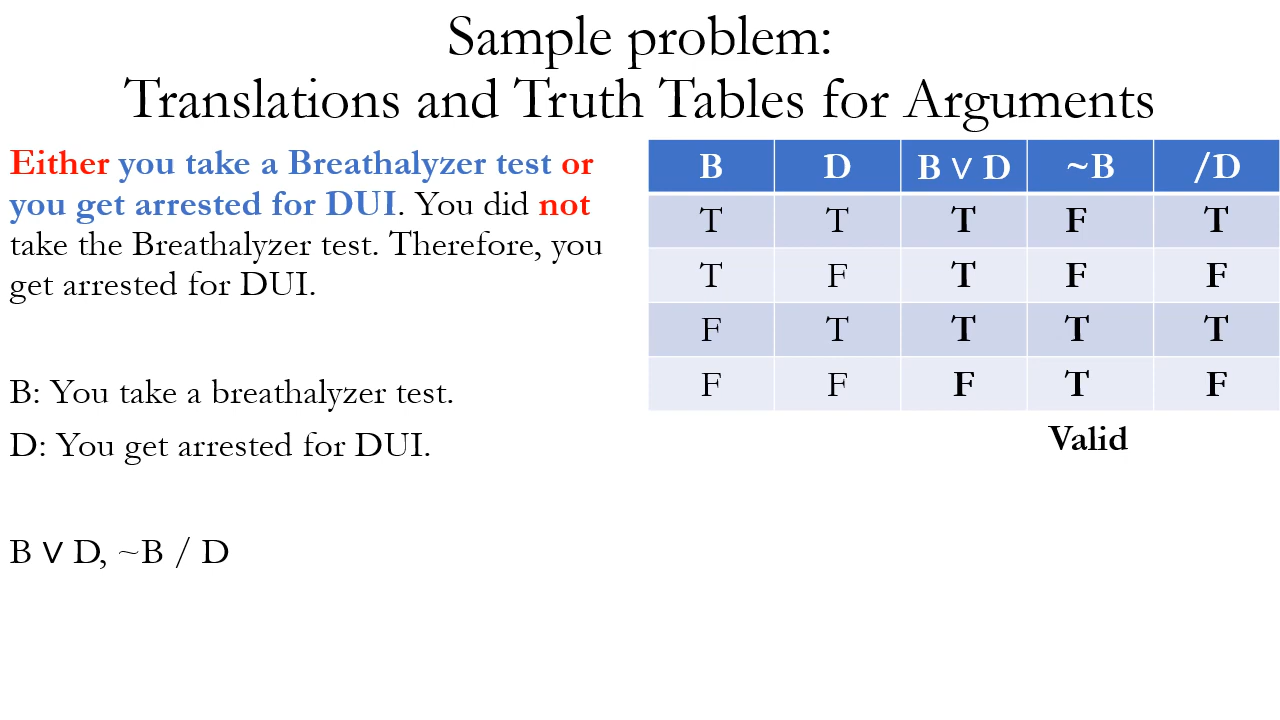 Sample problem:
Translations and Truth Tables for Arguments
Either you take a Breathalyzer test or
you get arrested for DUI. You did not
take the Breathalyzer test. Therefore, you
get arrested for DUI.
B: You take a breathalyzer test.
D: You get arrested for DUI.
B ∨ D, ~B / D
B D B ∨ D ~B /D
T T T F T
T F T F F
F T T T T
F F F T F
Valid